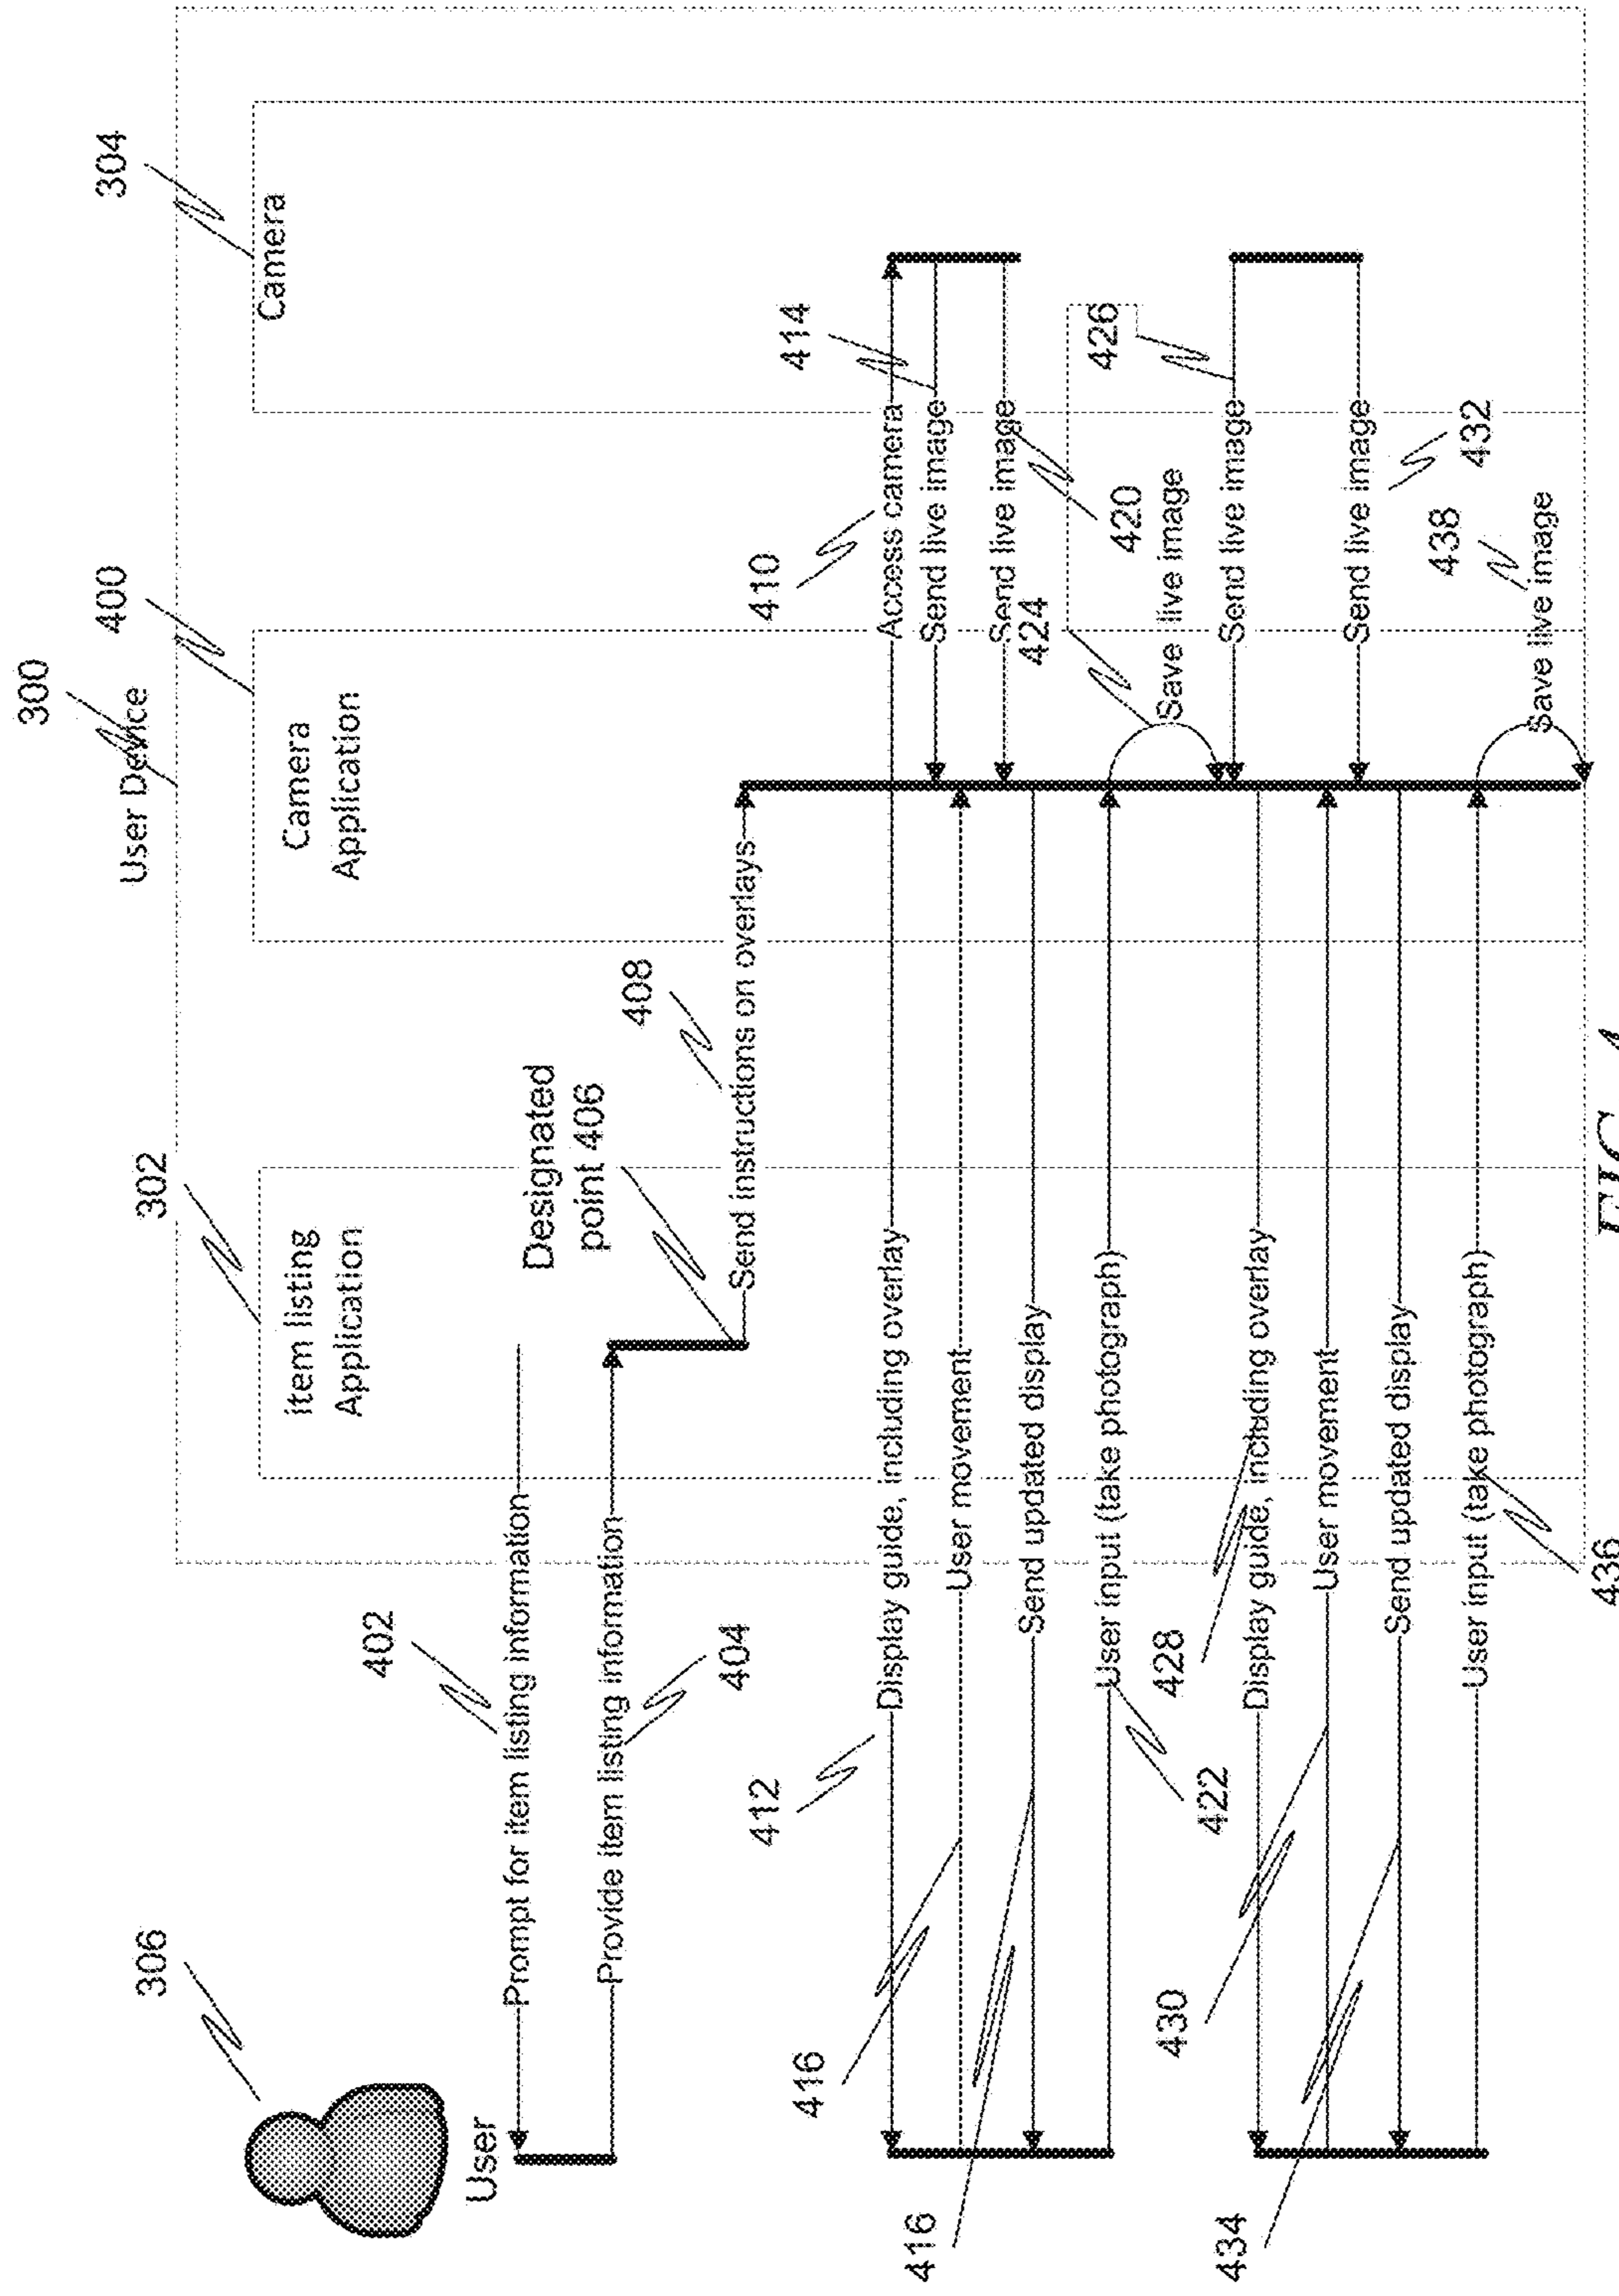 300
User Device
306
User
302
item listing
Application
400
Camera
Application
304
Camera
402
Prompt for item listing information
Provide item listing information
404
Designated
point 406
408
Send instructions on overlays
410
Access camera
412
Display guide, including overlay
414
Send live image
416
User movement
Send live image
420
416
Send updated display
User input (take photograph)
422
424
Save live image
426
Send live image
428
Display guide, including overlay
430
User movement
Send live image
432
434
Send updated display
User input (take photograph)
436
438
Save live image